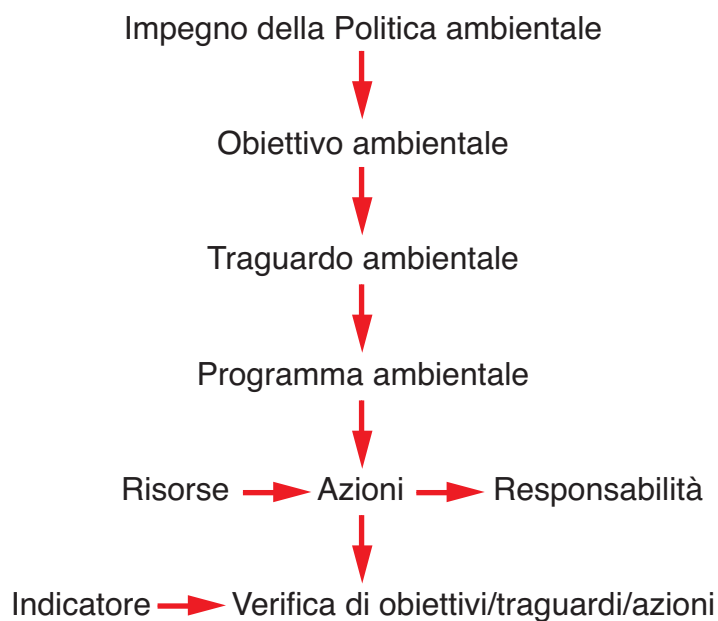 Impegno della Politica ambientale
Obiettivo ambientale
Traguardo ambientale
Programma ambientale
Risorse Azioni Responsabilità
Indicatore Verifica di obiettivi/traguardi/azioni